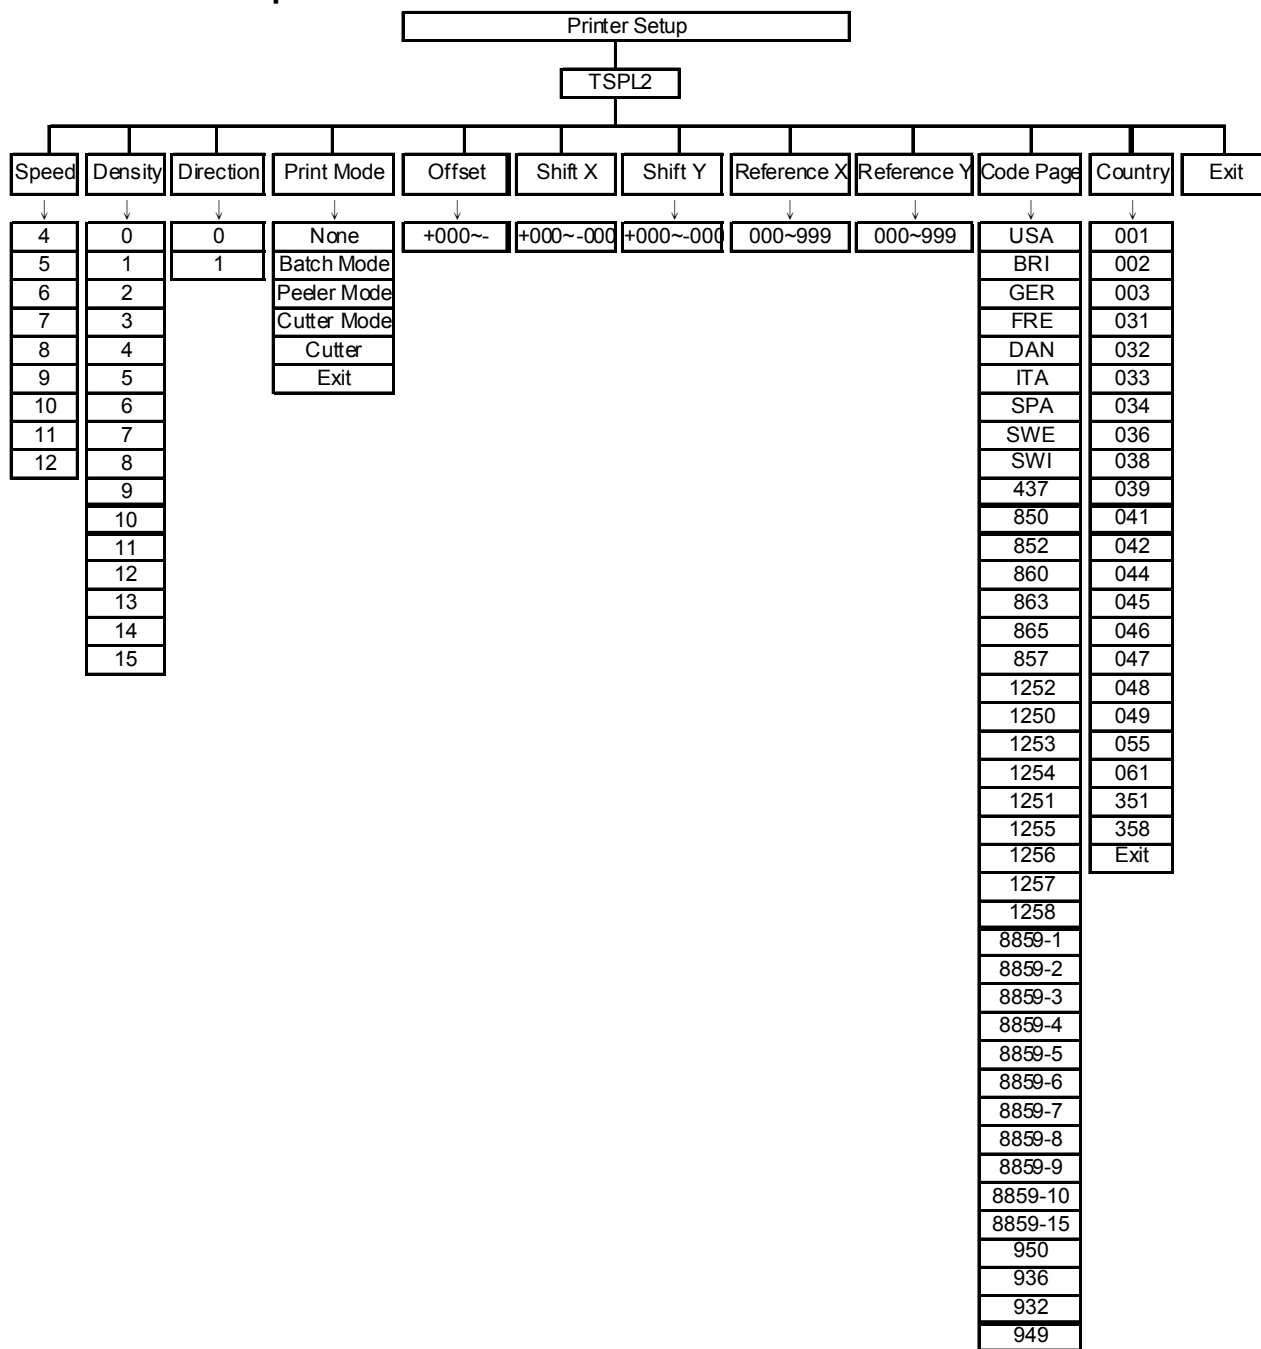 Printer Setup
TSPL2
Speed Density Direction Print Mode Offset Shift X Shift Y Reference X Reference Y Code Page Country Exit
4 0 0 None +000~- +000~-000 +000~-000 000~999 000~999 USA 001
5 1 1 Batch Mode BRI 002
6 2 Peeler Mode GER 003
7 3 Cutter Mode FRE 031
8 4 Cutter DAN 032
9 5 Exit ITA 033
10 6 SPA 034
11 7 SWE 036
12 8 SWI 038
9 437 039
10 850 041
11 852 042
12 860 044
13 863 045
14 865 046
15 857 047
1252 048
1250 049
1253 055
1254 061
1251 351
1255 358
1256 Exit
1257
1258
8859-1
8859-2
8859-3
8859-4
8859-5
8859-6
8859-7
8859-8
8859-9
8859-10
8859-15
950
936
932
949